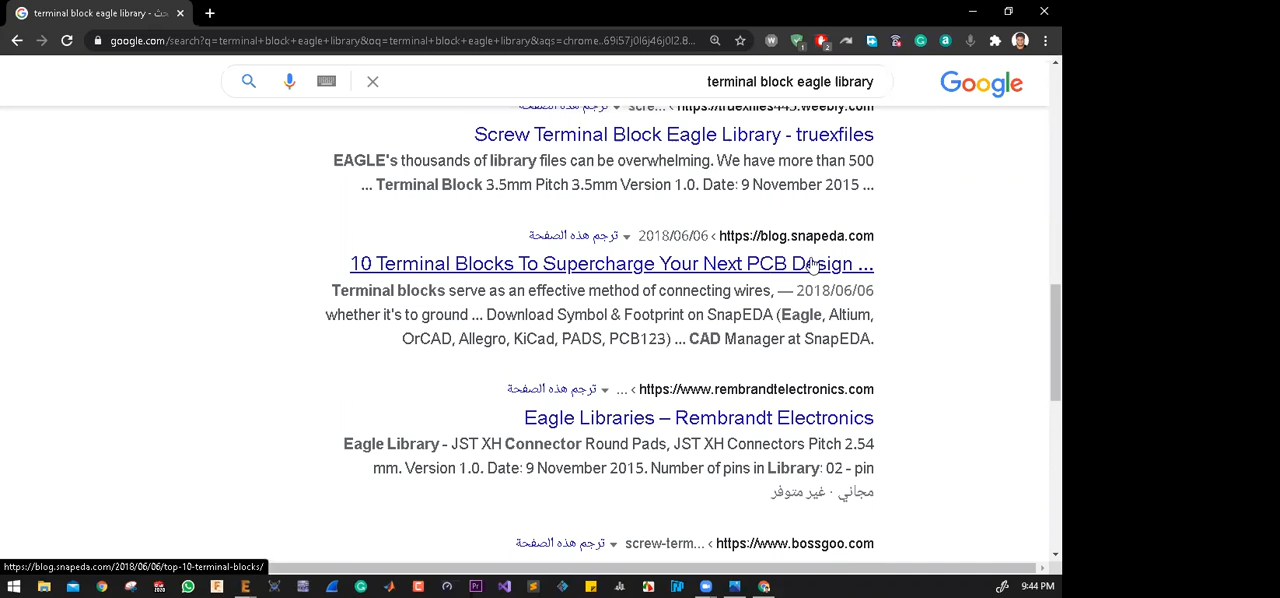 terminal block eagle library - حث
google.com/search?q=terminal+block+eagle+library&oq=terminal+block+eagle+library&aqs=chrome..69i57j0l6j46j0l2.8...
terminal block eagle library
Google
ترجم هذه الصفحة scre... ‹ https://truexfiles445.weebly.com
Screw Terminal Block Eagle Library - truexfiles
EAGLE's thousands of library files can be overwhelming. We have more than 500
... Terminal Block 3.5mm Pitch 3.5mm Version 1.0. Date: 9 November 2015 ...
ترجم هذه الصفحة 2018/06/06 ‹ https://blog.snapeda.com
10 Terminal Blocks To Supercharge Your Next PCB Design ...
Terminal blocks serve as an effective method of connecting wires, — 2018/06/06
whether it's to ground ... Download Symbol & Footprint on SnapEDA (Eagle, Altium,
OrCAD, Allegro, KiCad, PADS, PCB123) ... CAD Manager at SnapEDA.
ترجم هذه الصفحة ... ‹ https://www.rembrandtelectronics.com
Eagle Libraries – Rembrandt Electronics
Eagle Library - JST XH Connector Round Pads, JST XH Connectors Pitch 2.54
mm. Version 1.0. Date: 9 November 2015. Number of pins in Library: 02 - pin
مجاني · غير متوفر
ترجم هذه الصفحة screw-term... ‹ https://www.bossgoo.com
https://blog.snapeda.com/2018/06/06/top-10-terminal-blocks/
9:44 PM